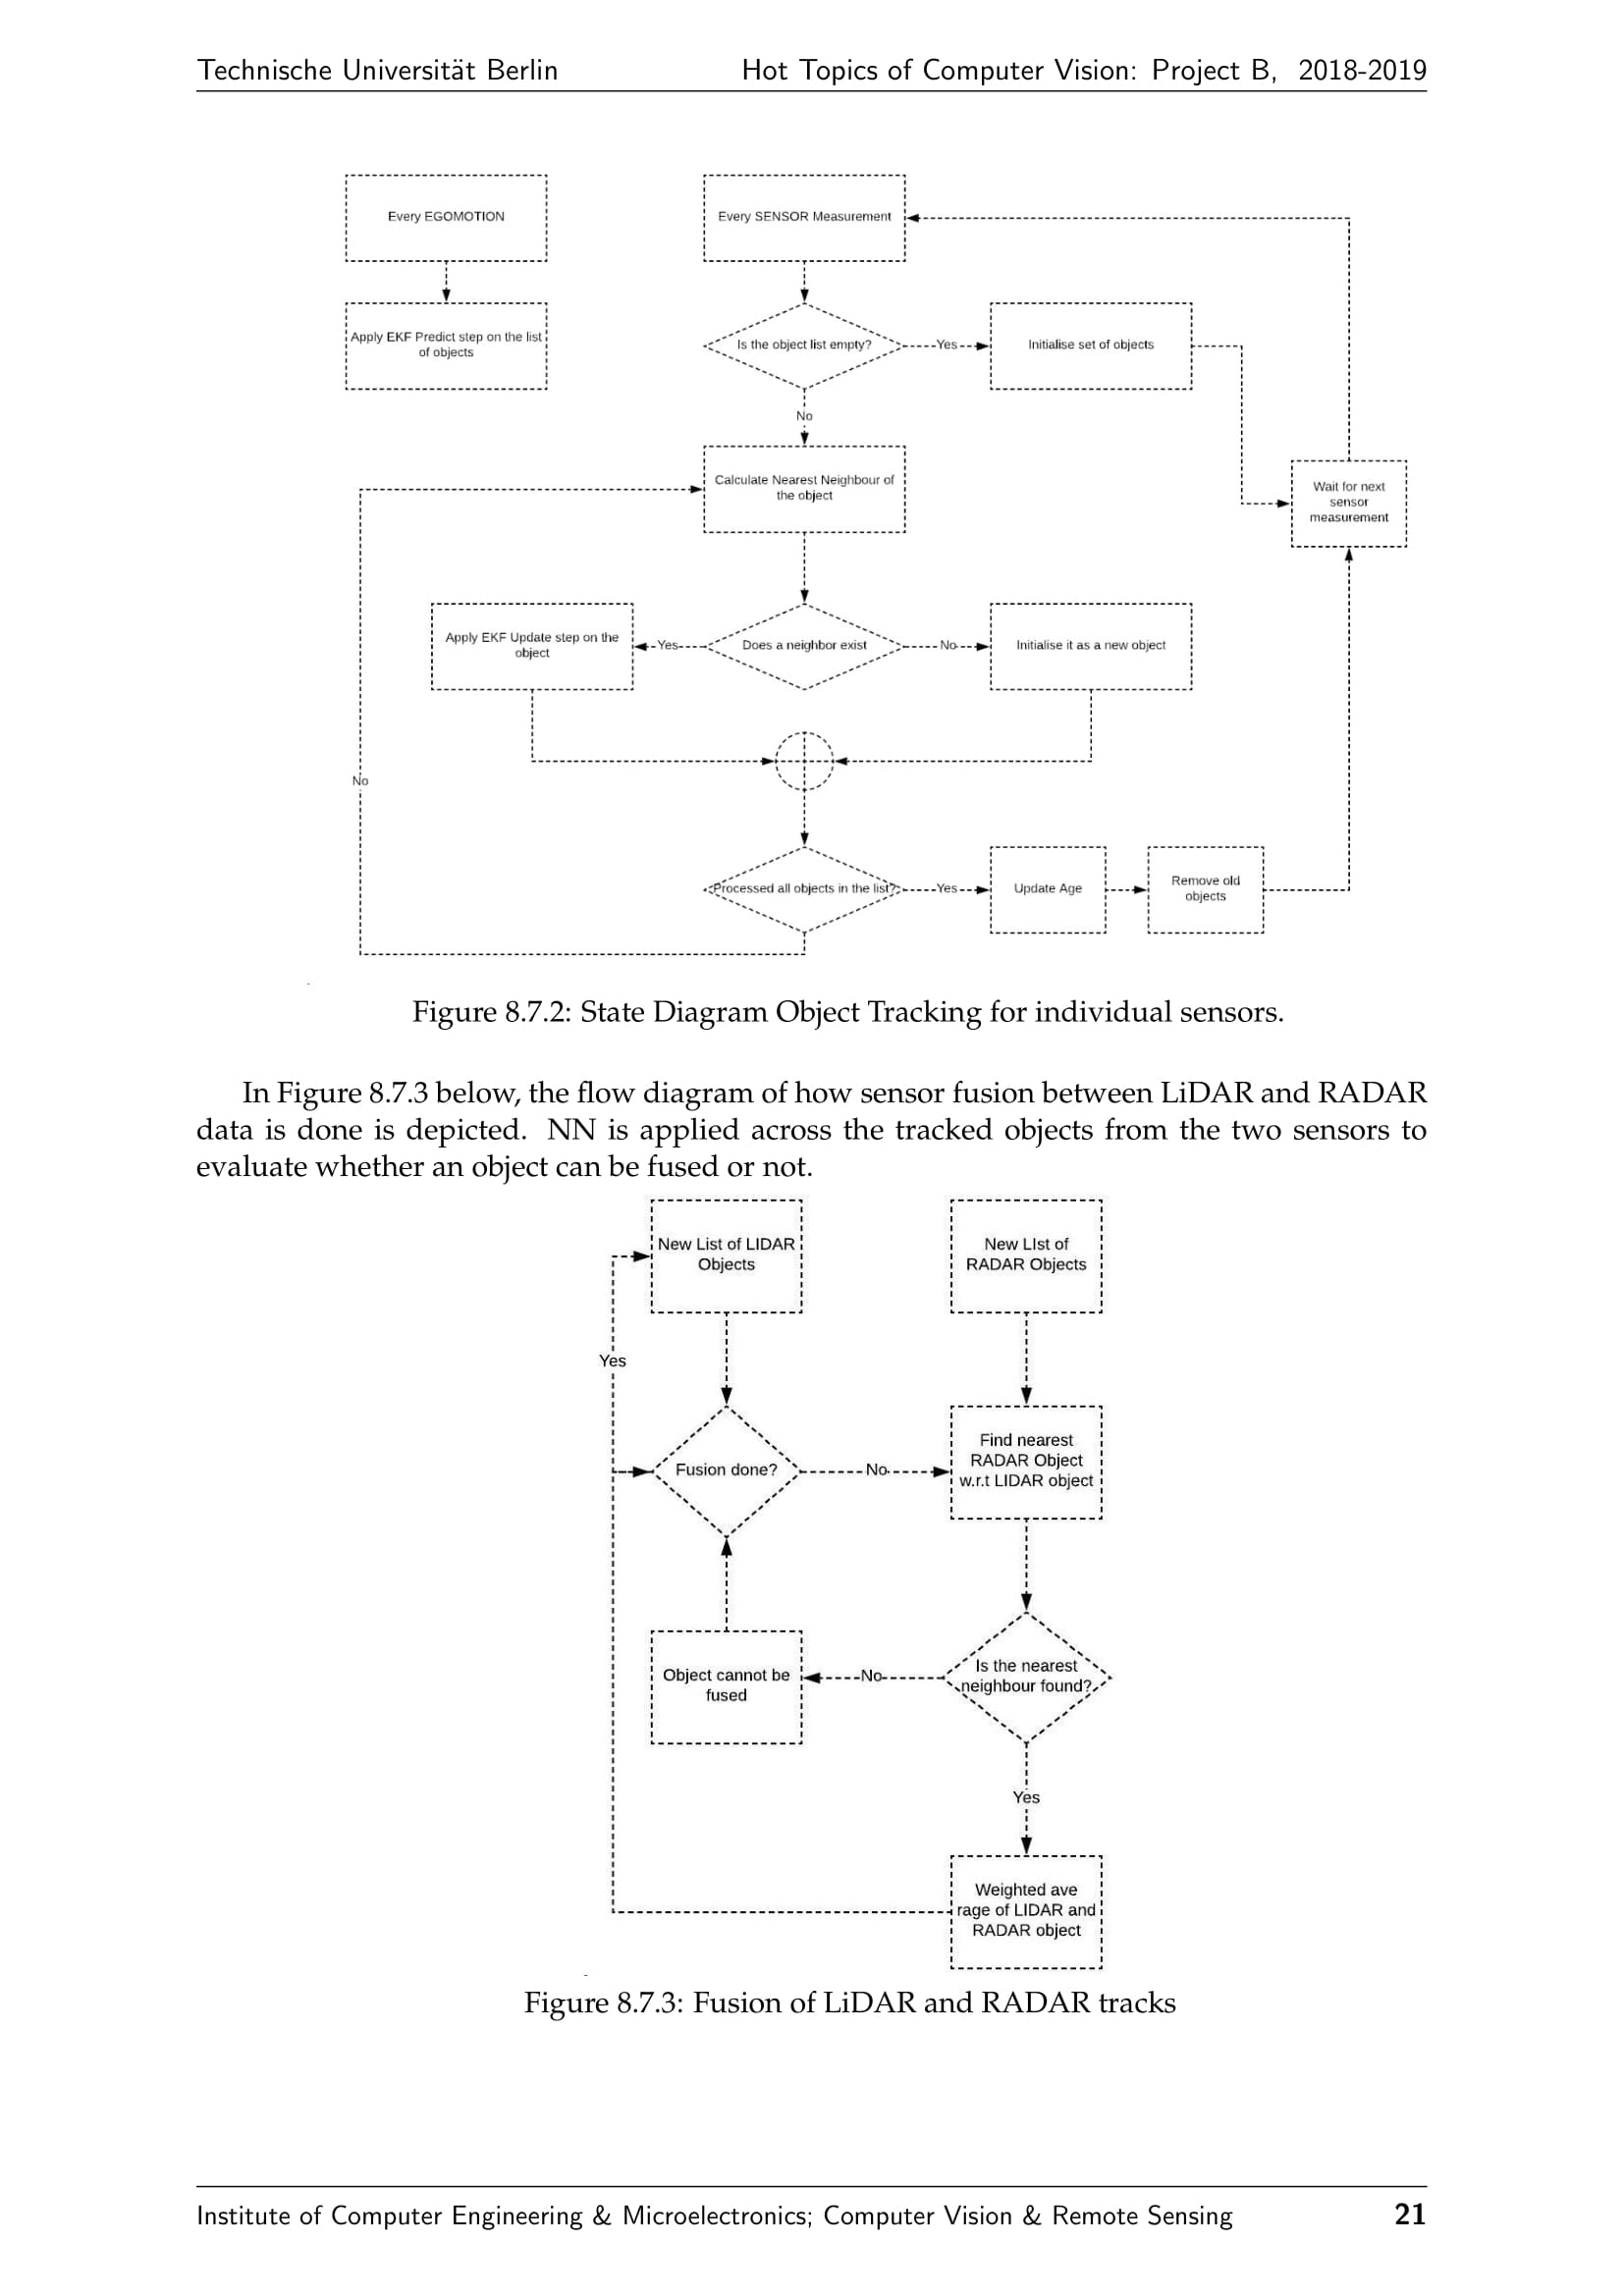 Technische Universität Berlin
Hot Topics of Computer Vision: Project B, 2018-2019
Every EGOMOTION
Every SENSOR Measurement
Apply EKF Predict step on the list
of objects
Is the object list empty?
Yes
Initialise set of objects
No
Calculate Nearest Neighbour of
the object
Wait for next
sensor
measurement
Apply EKF Update step on the
object
Yes
Does a neighbor exist
No
Initialise it as a new object
No
Processed all objects in the list?
Yes
Update Age
Remove old
objects
Figure 8.7.2: State Diagram Object Tracking for individual sensors.
In Figure 8.7.3 below, the flow diagram of how sensor fusion between LiDAR and RADAR
data is done is depicted. NN is applied across the tracked objects from the two sensors to
evaluate whether an object can be fused or not.
New List of LIDAR
Objects
New LIst of
RADAR Objects
Yes
Fusion done?
No
Find nearest
RADAR Object
w.r.t LIDAR object
Object cannot be
fused
No
Is the nearest
neighbour found?
Yes
Weighted ave
rage of LIDAR and
RADAR object
Figure 8.7.3: Fusion of LiDAR and RADAR tracks
Institute of Computer Engineering & Microelectronics; Computer Vision & Remote Sensing
21